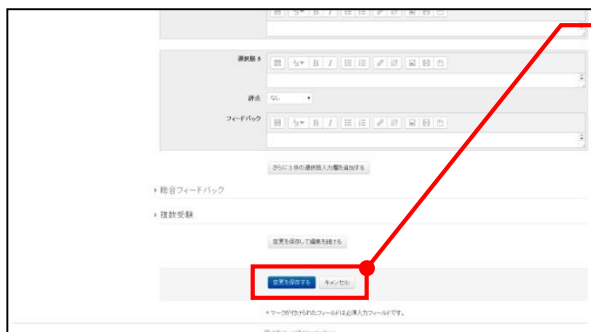 選択肢 5
評点 なし
フィードバック
さらに 3 件の選択肢入力欄を追加する
総合フィードバック
複数受験
変更を保存して編集を続ける
変更を保存する キャンセル
* マークが付けられたフィールドは必須入力フィールドです。